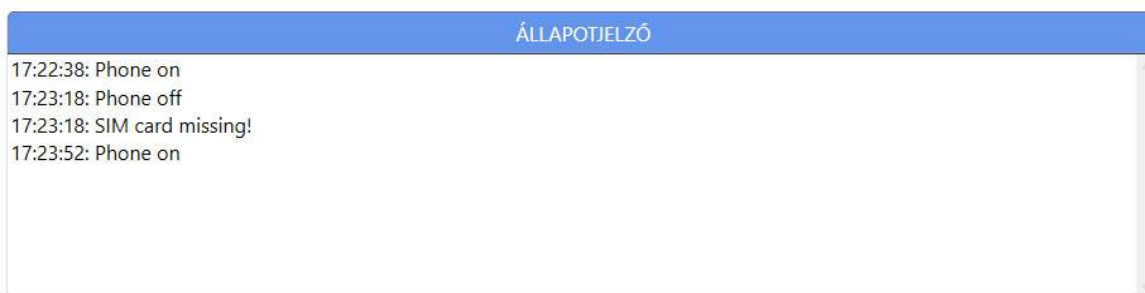 ÁLLAPOTJELZŐ
17:22:38: Phone on
17:23:18: Phone off
17:23:18: SIM card missing!
17:23:52: Phone on